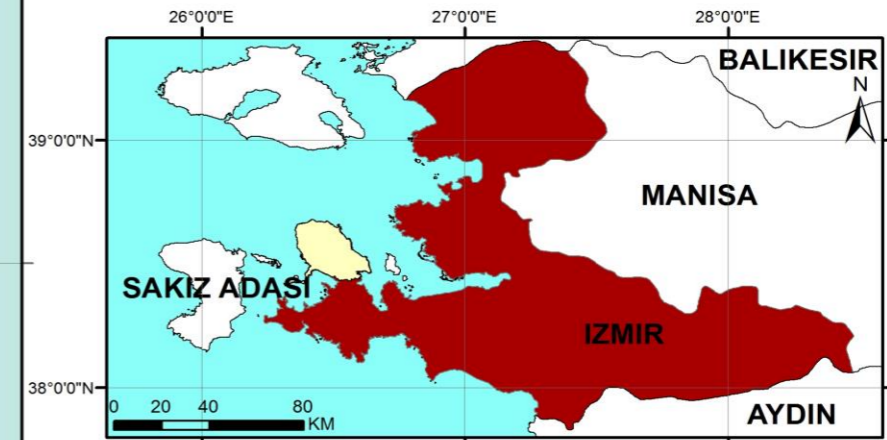 26°0'0"E 27°0'0"E 28°0'0"E
BALIKESIR
N
39°0'0"N
MANISA
SAKIZ ADASI
IZMIR
38°0'0"N
0 20 40 80
KM
AYDIN